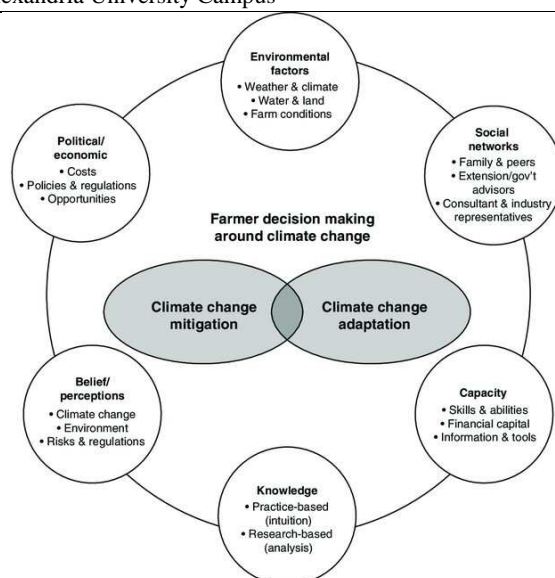 exandria University Campus
Environmental
factors
• Weather & climate
• Water & land
• Farm conditions
Political/
economic
• Costs
• Policies & regulations
• Opportunities
Social
networks
• Family & peers
• Extension/gov't
advisors
• Consultant & industry
representatives
Farmer decision making
around climate change
Climate change
mitigation
Climate change
adaptation
Belief/
perceptions
• Climate change
• Environment
• Risks & regulations
Capacity
• Skills & abilities
• Financial capital
• Information & tools
Knowledge
• Practice-based
(intuition)
• Research-based
(analysis)